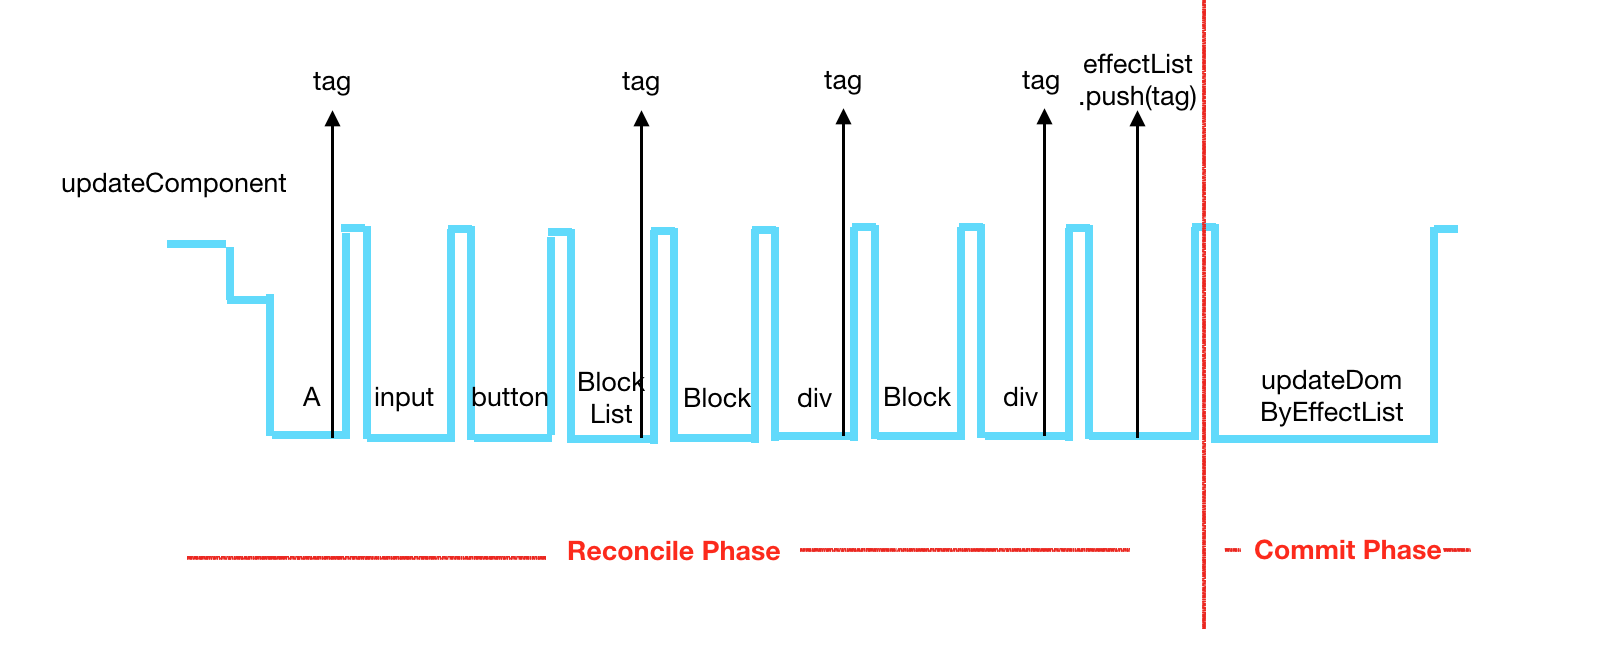 tag
tag
tag
tag
effectList
.push(tag)
updateComponent
A
input
button
Block
List
Block
div
Block
div
updateDom
ByEffectList
Reconcile Phase
Commit Phase